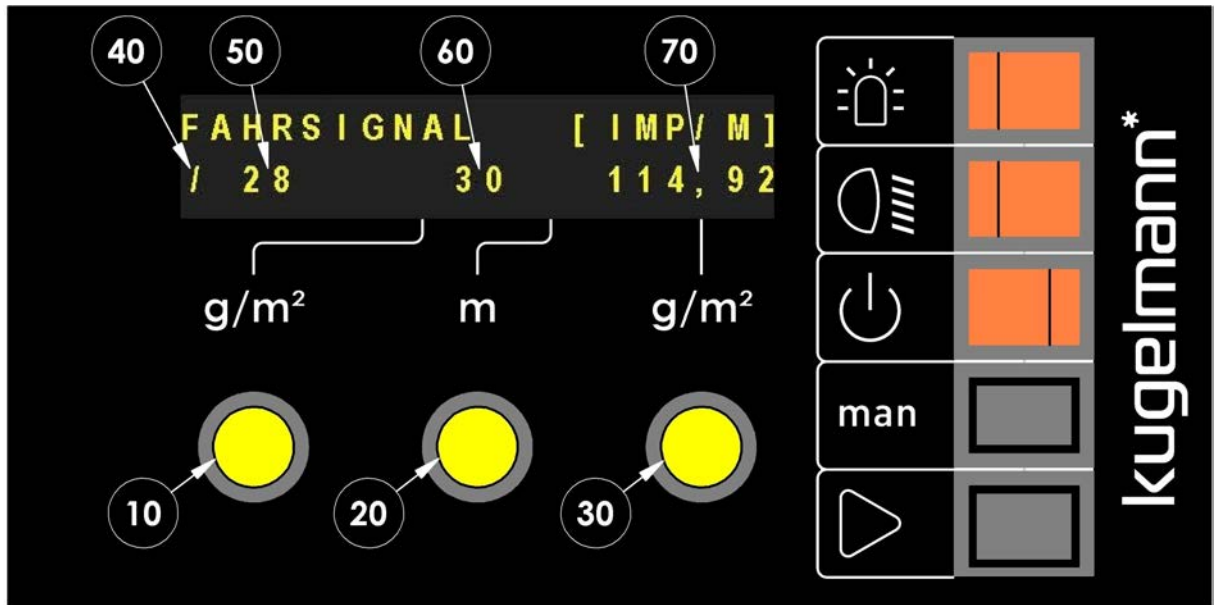 40 50 60 70
FAHRSIGNAL [IMP/M]
/ 28 30 114,92
g/m² m g/m²
10 20 30
man
kugelmann*